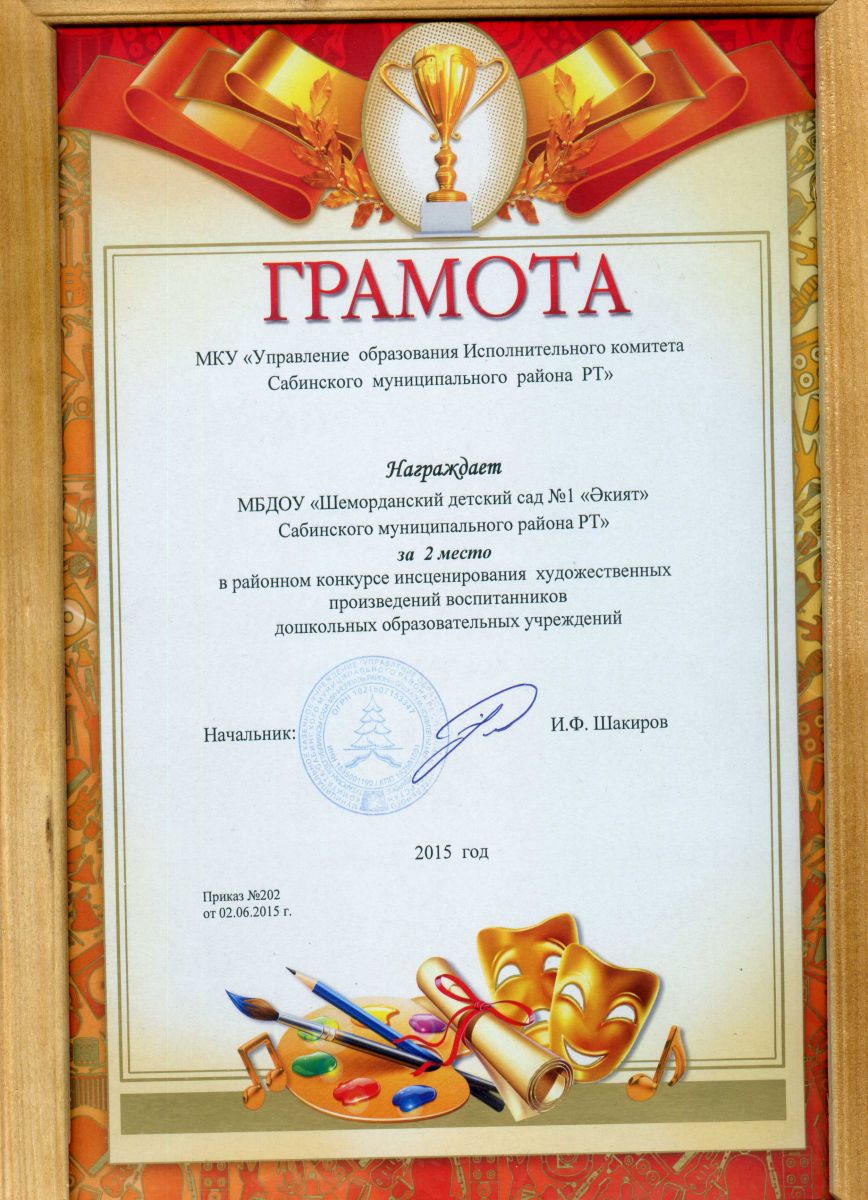 ГРАМОТА
МКУ «Управление образования Исполнительного комитета
Сабинского муниципального района РТ»
Награждает
МБДОУ «Шеморданский детский сад №1 «Әкият»
Сабинского муниципального района РТ»
за 2 место
в районном конкурсе инсценирования художественных
произведений воспитанников
дошкольных образовательных учреждений
Начальник:
И.Ф. Шакиров
2015 год
Приказ №202
от 02.06.2015 г.